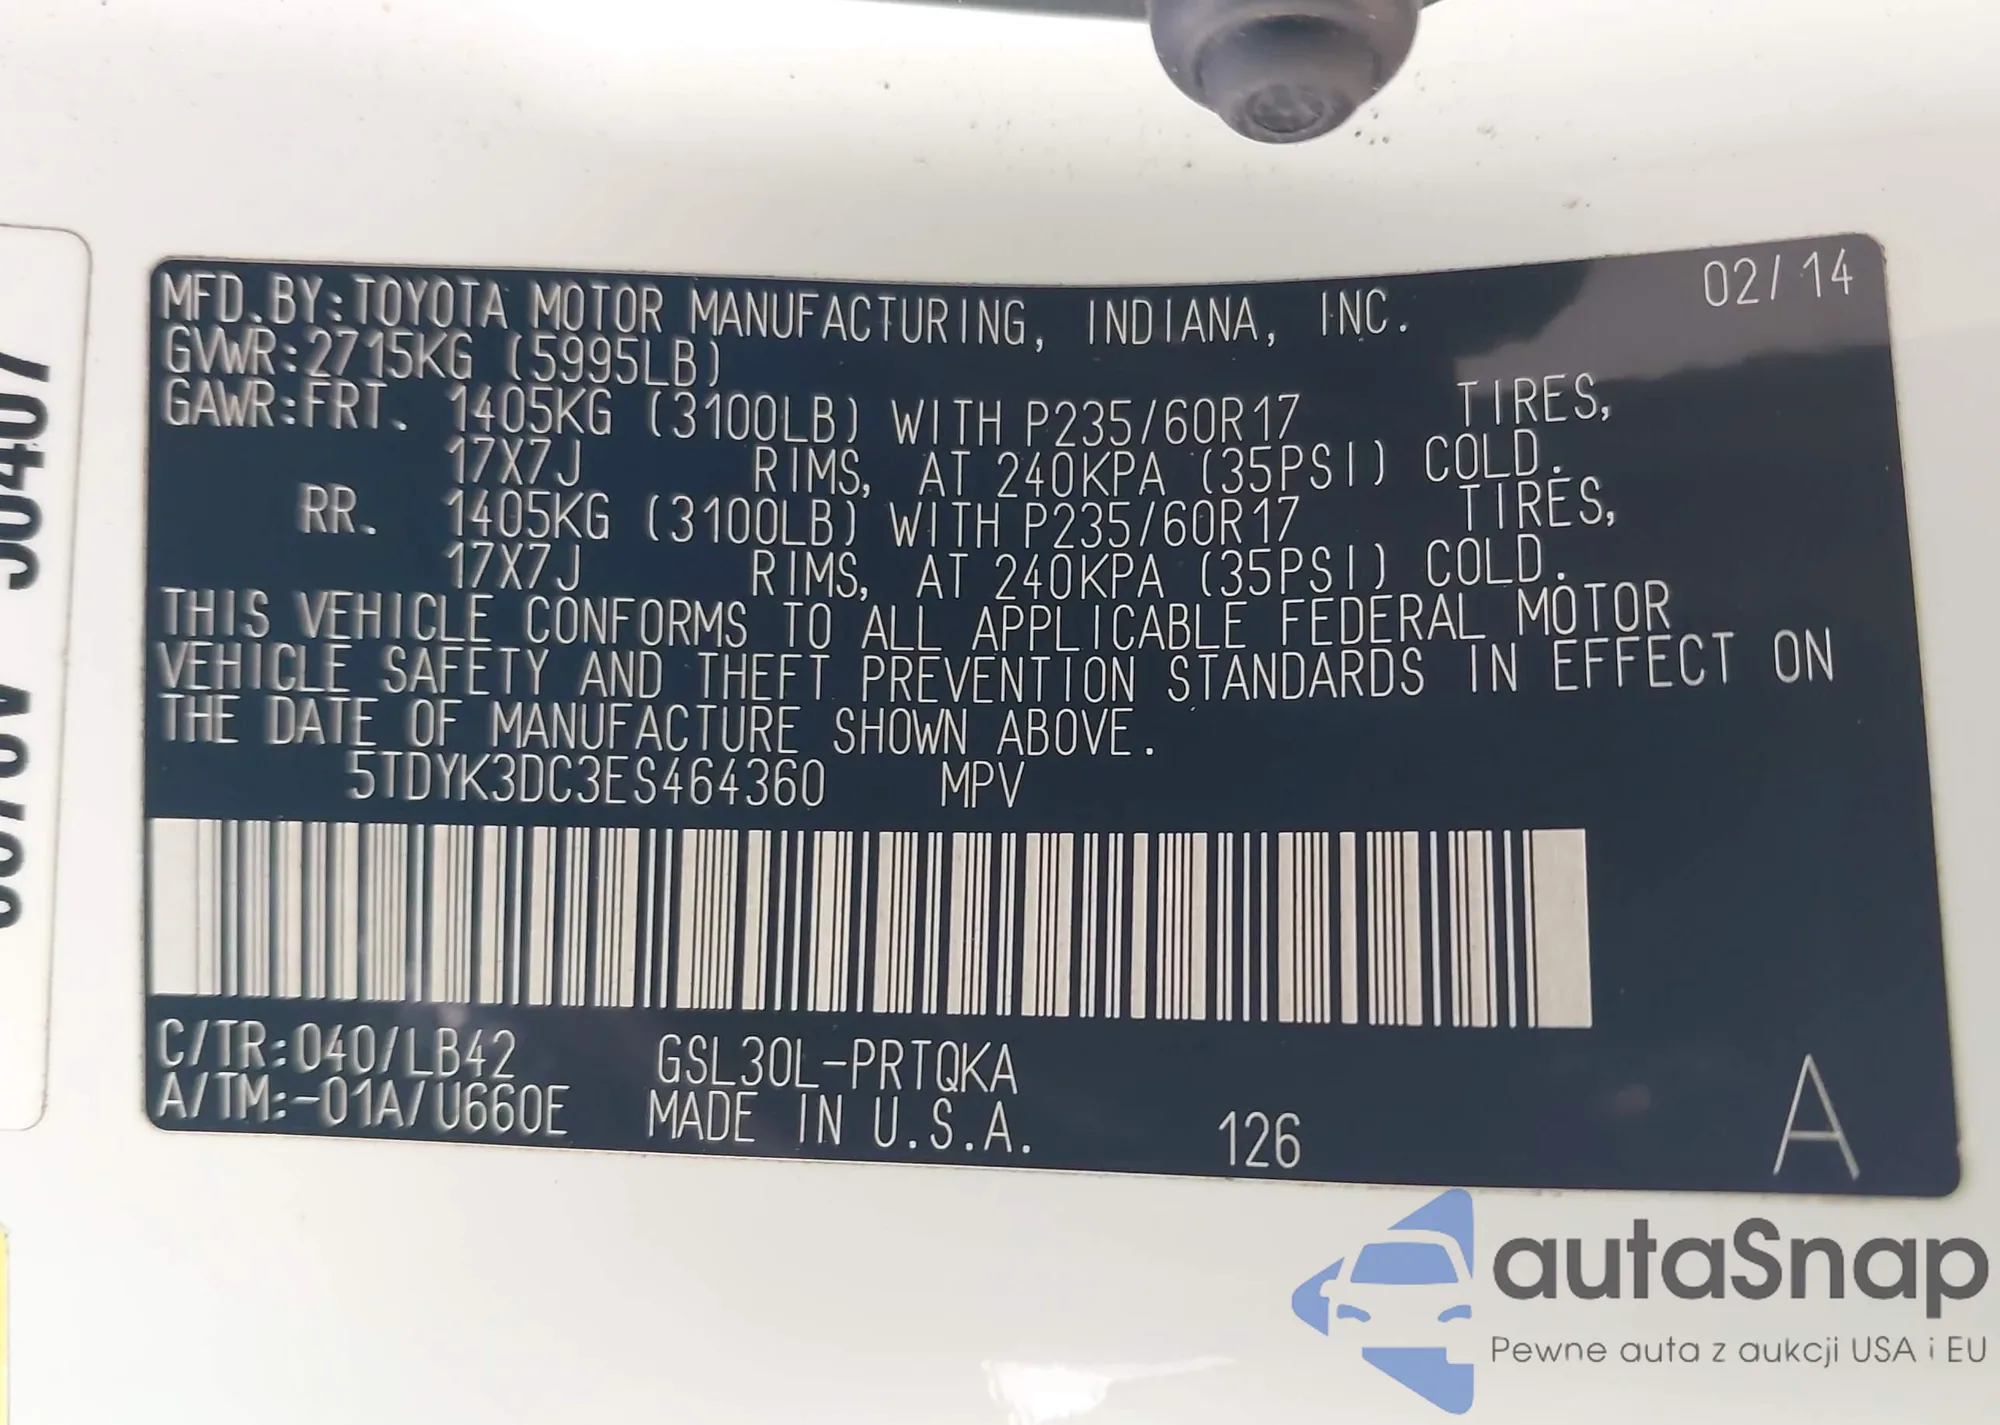 MFD.BY:TOYOTA MOTOR MANUFACTURING, INDIANA, INC. 02/14
GVWR:2715KG (5995LB)
GAWR:FRT. 1405KG (3100LB) WITH P235/60R17 TIRES,
17X7J RIMS, AT 240KPA (35PSI) COLD.
RR. 1405KG (3100LB) WITH P235/60R17 TIRES,
17X7J RIMS, AT 240KPA (35PSI) COLD.
THIS VEHICLE CONFORMS TO ALL APPLICABLE FEDERAL MOTOR
VEHICLE SAFETY AND THEFT PREVENTION STANDARDS IN EFFECT ON
THE DATE OF MANUFACTURE SHOWN ABOVE.
5TDYK3DC3ES464360 MPV
C/TR:040/LB42 GSL30L-PRTQKA
A/TM:-01A/U660E MADE IN U.S.A. 126 A
autaSnap
Pewne auta z aukcji USA i EU